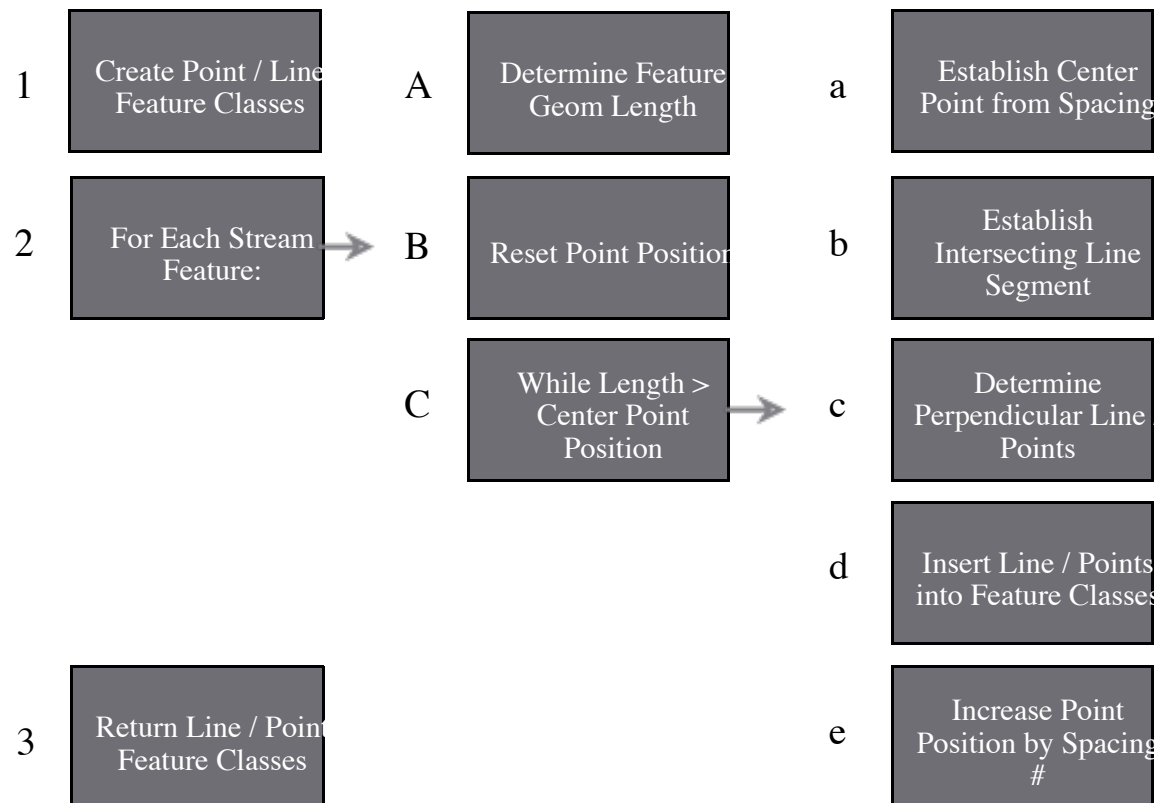 1
Create Point / Line
Feature Classes
A
Determine Feature
Geom Length
a
Establish Center
Point from Spacing
2
For Each Stream
Feature:
B
Reset Point Position
b
Establish
Intersecting Line
Segment
C
While Length >
Center Point
Position
c
Determine
Perpendicular Line /
Points
d
Insert Line / Points
into Feature Classes
3
Return Line / Point
Feature Classes
e
Increase Point
Position by Spacing
#